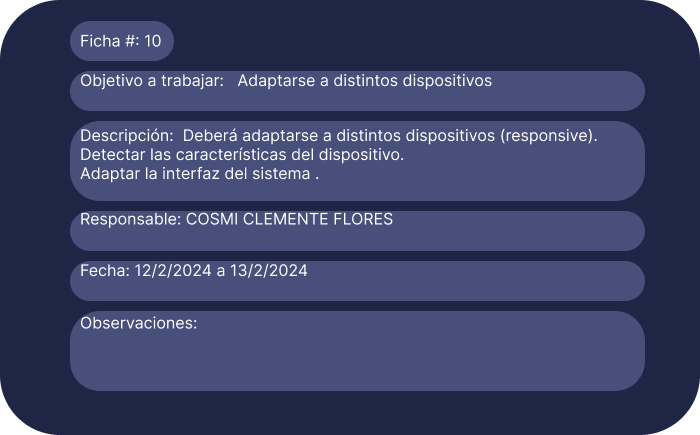 Ficha #: 10
Objetivo a trabajar:   Adaptarse a distintos dispositivos
Descripción:  Deberá adaptarse a distintos dispositivos (responsive).
Detectar las características del dispositivo.
Adaptar la interfaz del sistema .
Responsable: COSMI CLEMENTE FLORES
Fecha: 12/2/2024 a 13/2/2024
Observaciones: